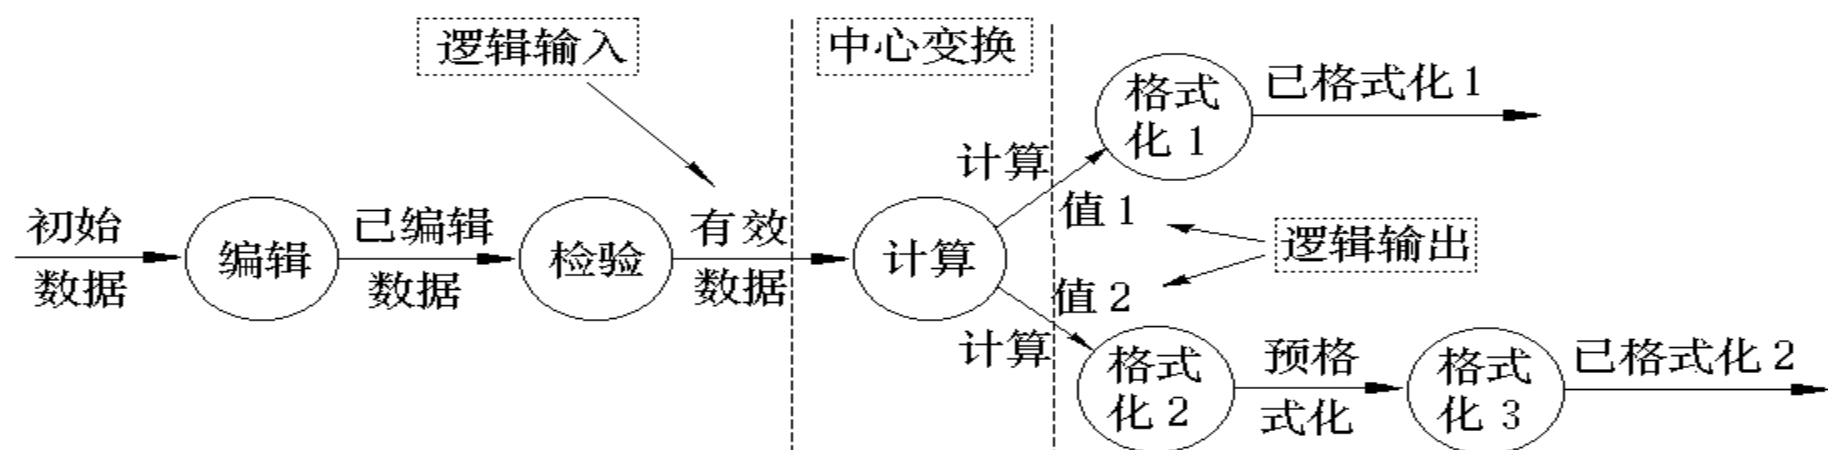 逻辑输入
中心变换
格式
化 1
已格式化 1
计算
值 1
初始
数据
编辑
已编辑
数据
检验
有效
数据
计算
逻辑输出
值 2
计算
格式
化 2
预格
式化
格式
化 3
已格式化 2